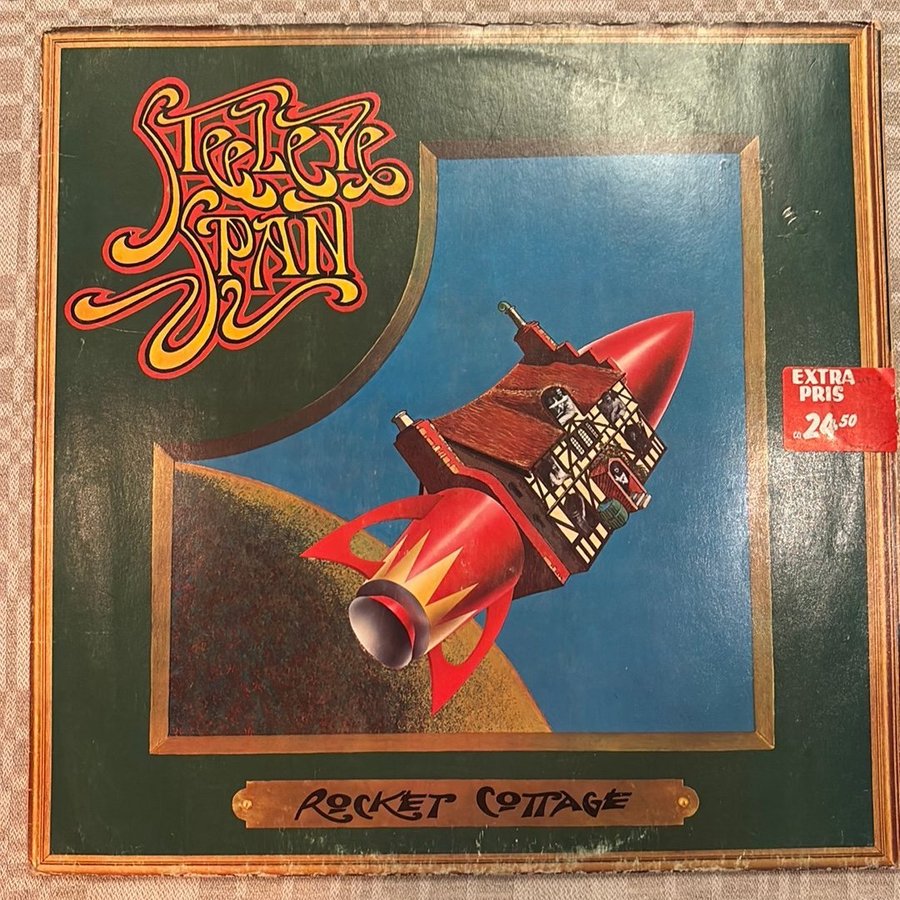 STEELEYE
SPAN
EXTRA
PRIS
24.50
ROCKET COTTAGE